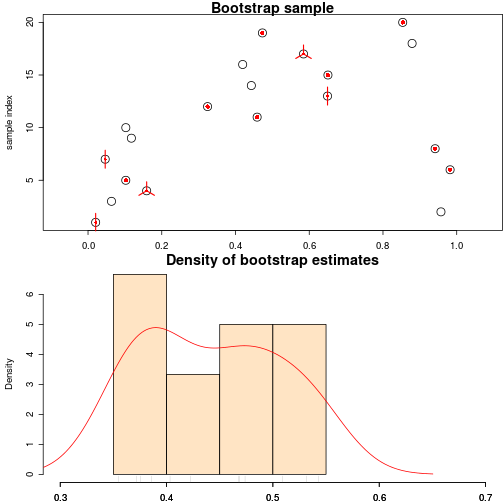 Bootstrap sample
sample index
20
15
10
5
0.0 0.2 0.4 0.6 0.8 1.0
Density of bootstrap estimates
Density
6
5
4
3
2
1
0
0.3 0.4 0.5 0.6 0.7